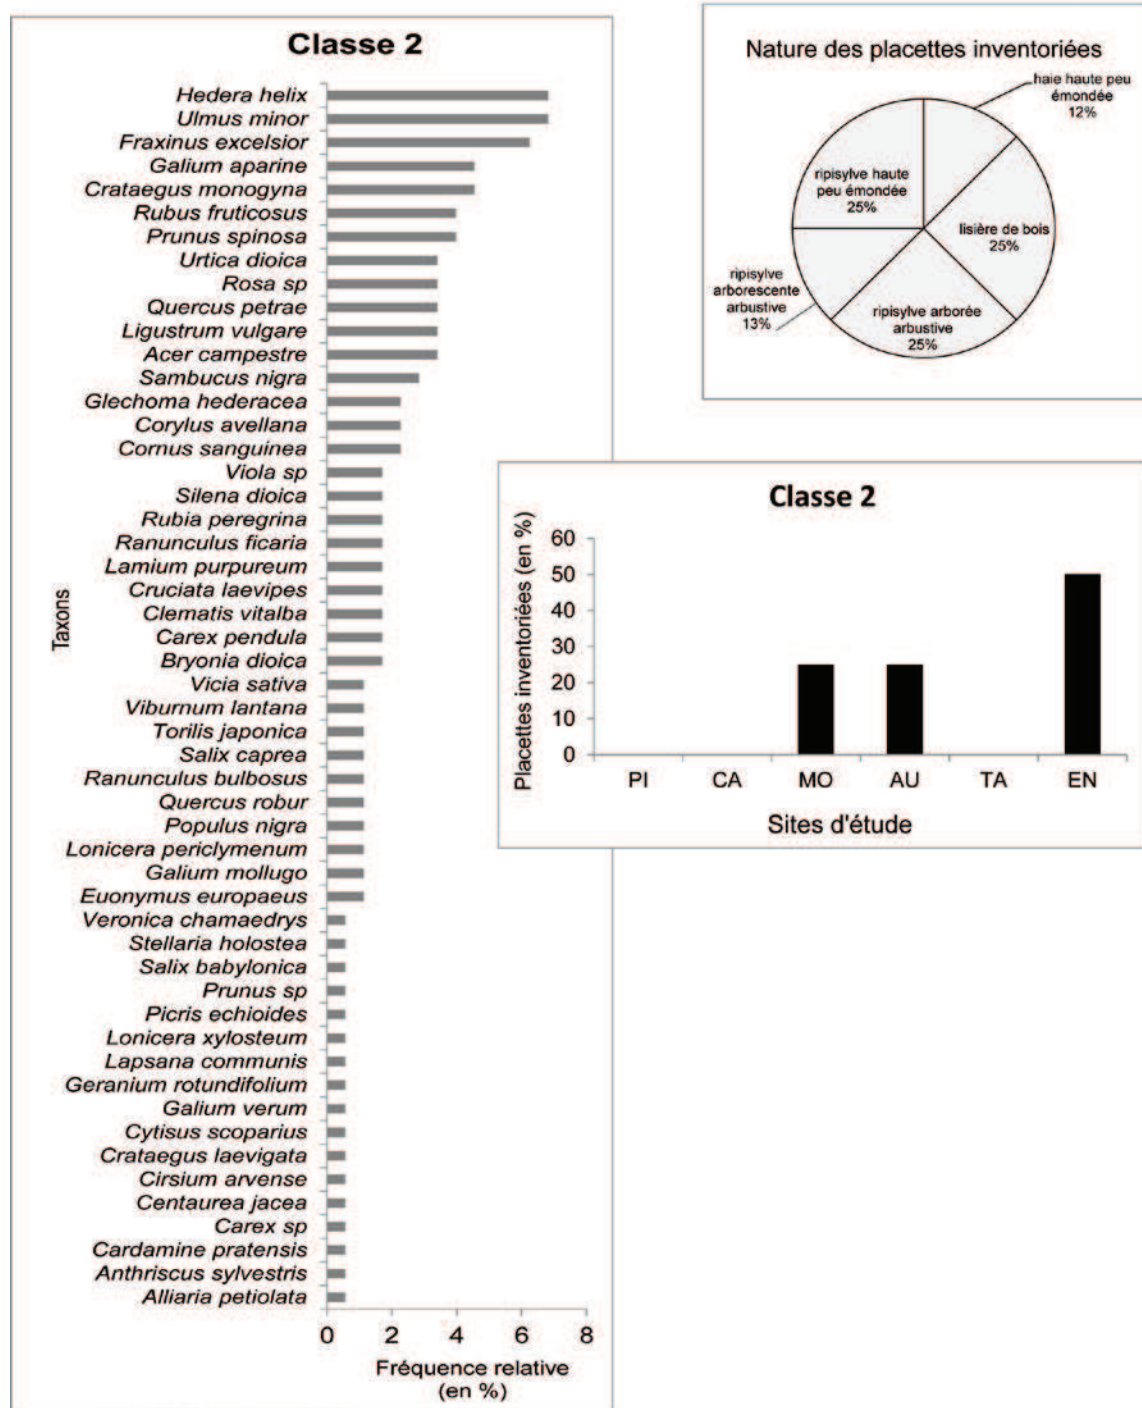 Classe 2
Hedera helix
Ulmus minor
Fraxinus excelsior
Galium aparine
Crataegus monogyna
Rubus fruticosus
Prunus spinosa
Urtica dioica
Rosa sp
Quercus petrae
Ligustrum vulgare
Acer campestre
Sambucus nigra
Glechoma hederacea
Corylus avellana
Cornus sanguinea
Viola sp
Silena dioica
Rubia peregrina
Ranunculus ficaria
Lamium purpureum
Cruciata laevipes
Clematis vitalba
Carex pendula
Bryonia dioica
Vicia sativa
Viburnum lantana
Torilis japonica
Salix caprea
Ranunculus bulbosus
Quercus robur
Populus nigra
Lonicera periclymenum
Galium mollugo
Euonymus europaeus
Veronica chamaedrys
Stellaria holostea
Salix babylonica
Prunus sp
Picris echioides
Lonicera xylosteum
Lapsana communis
Geranium rotundifolium
Galium verum
Cytisus scoparius
Crataegus laevigata
Cirsium arvense
Centaurea jacea
Carex sp
Cardamine pratensis
Anthriscus sylvestris
Alliaria petiolata
Taxons
0 2 4 6 8
Fréquence relative
(en %)
Nature des placettes inventoriées
haie haute peu
émondée
12%
lisière de bois
25%
ripisylve arborée
arbustive
25%
ripisylve
arborescente
arbustive
13%
ripisylve haute
peu émondée
25%
Classe 2
Placettes inventoriées (en %)
60
50
40
30
20
10
0
PI CA MO AU TA EN
Sites d'étude